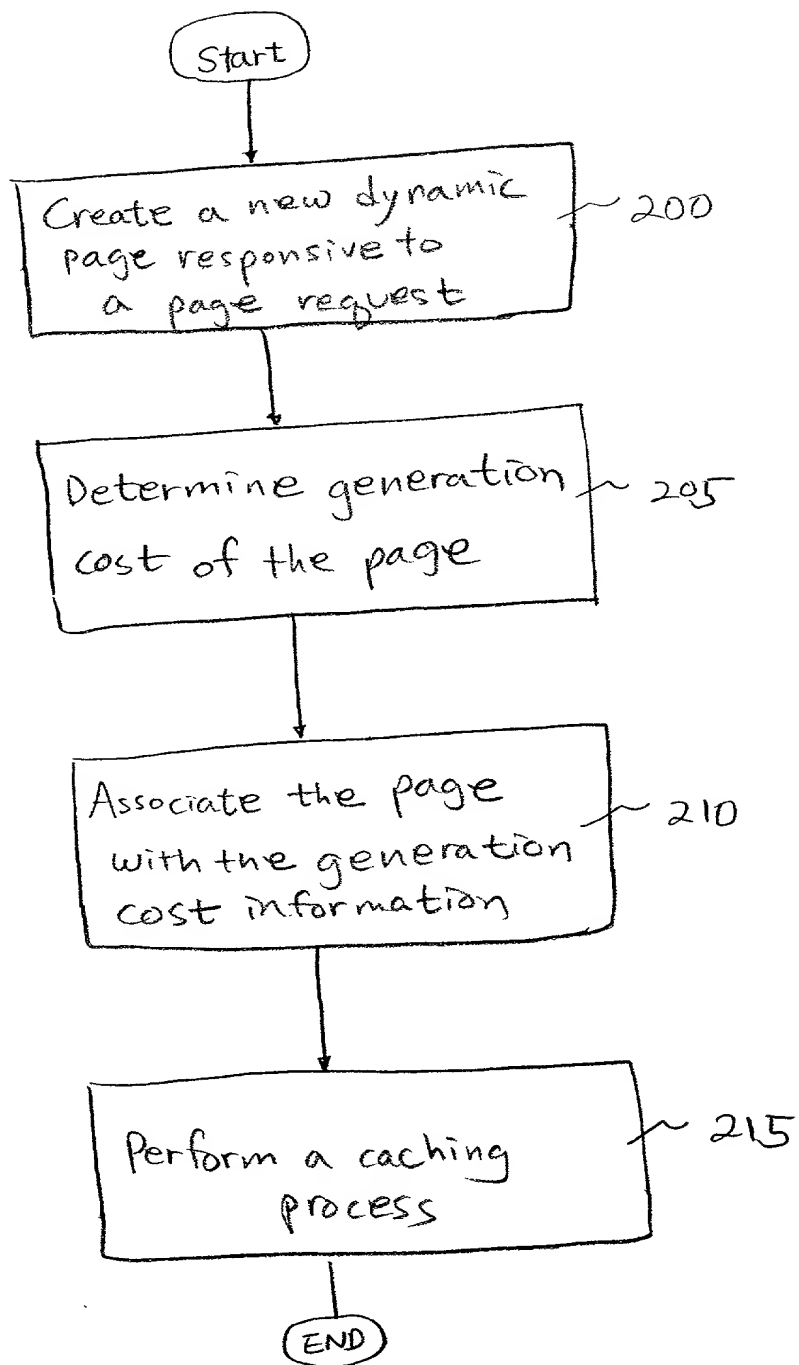 Start
Create a new dynamic
page responsive to
a page request
200
Determine generation
cost of the page
205
Associate the page
with the generation
cost information
210
Perform a caching
process
215
END